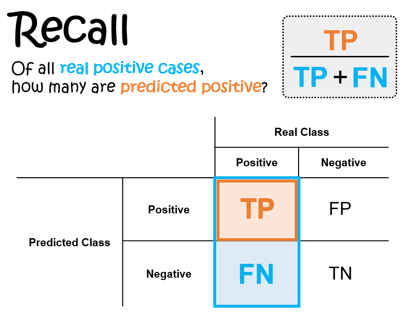 Recall
Of all real positive cases,
how many are predicted positive?
TP
TP + FN
Real Class
Positive Negative
Predicted Class
Positive TP FP
Negative FN TN